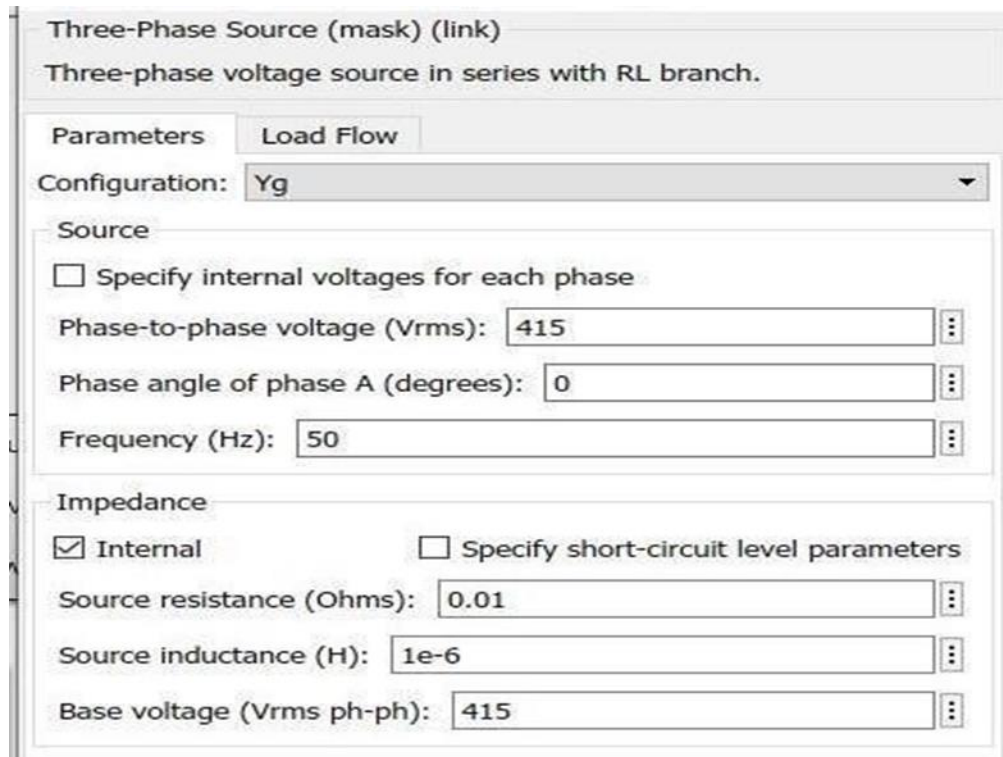 Three-Phase Source (mask) (link)
Three-phase voltage source in series with RL branch.
Parameters Load Flow
Configuration: Yg
Source
Specify internal voltages for each phase
Phase-to-phase voltage (Vrms): 415
Phase angle of phase A (degrees): 0
Frequency (Hz): 50
Impedance
Internal Specify short-circuit level parameters
Source resistance (Ohms): 0.01
Source inductance (H): 1e-6
Base voltage (Vrms ph-ph): 415